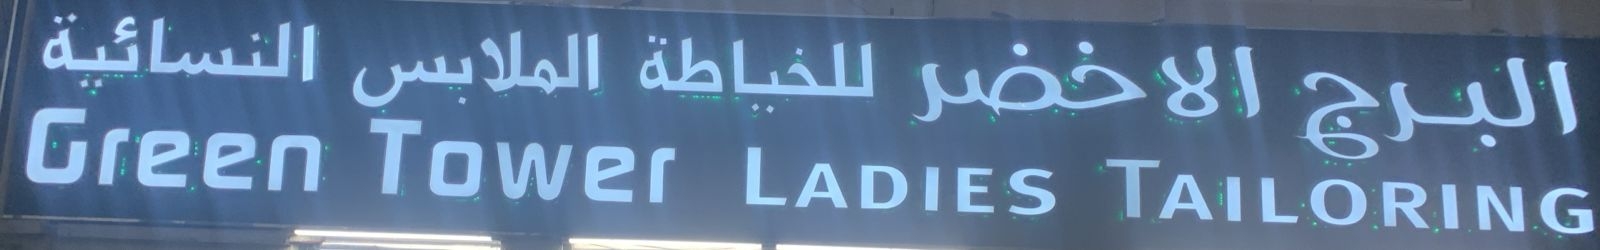 البرج الاخضر للخياطة الملابس النسائية
Green Tower LADIES TAILORING